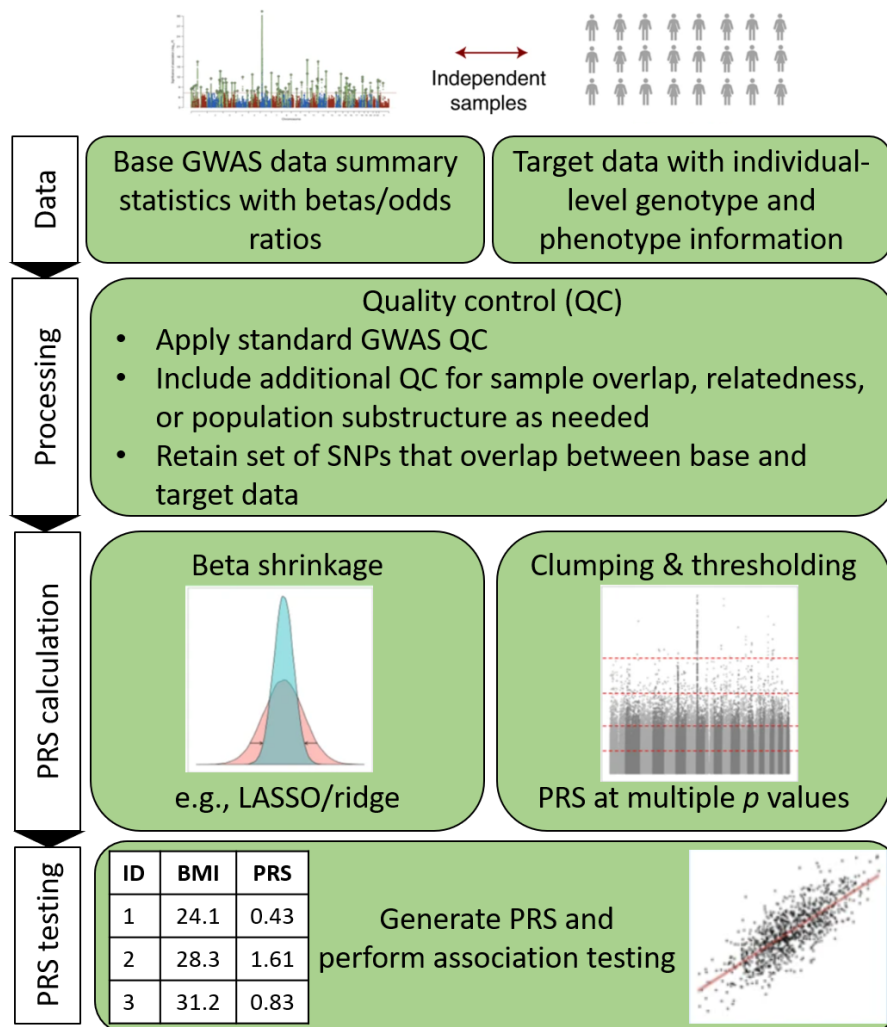 Independent
samples
Data
Base GWAS data summary
statistics with betas/odds
ratios
Target data with individual-
level genotype and
phenotype information
Processing
Quality control (QC)
• Apply standard GWAS QC
• Include additional QC for sample overlap, relatedness,
or population substructure as needed
• Retain set of SNPs that overlap between base and
target data
PRS calculation
Beta shrinkage
e.g., LASSO/ridge
Clumping & thresholding
PRS at multiple p values
PRS testing
ID BMI PRS
1 24.1 0.43
2 28.3 1.61
3 31.2 0.83
Generate PRS and
perform association testing